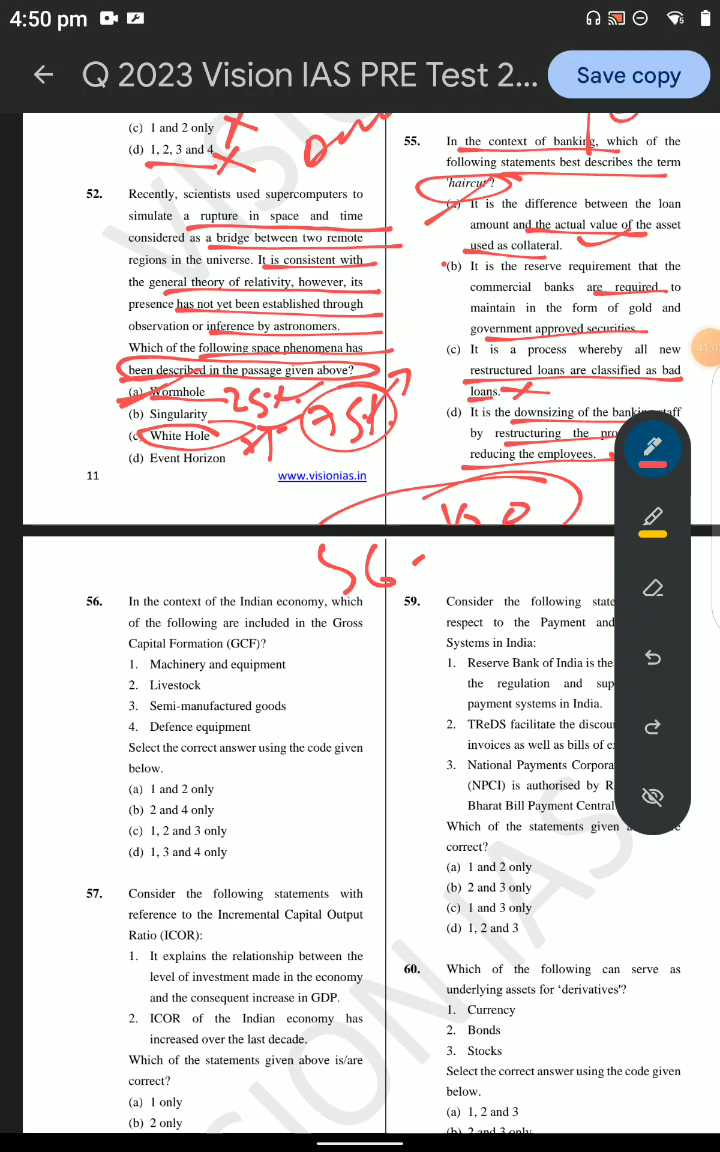 4:50 pm
Q 2023 Vision IAS PRE Test 2...
Save copy
(c) 1 and 2 only
(d) 1, 2, 3 and 4
52. Recently, scientists used supercomputers to
simulate a rupture in space and time
considered as a bridge between two remote
regions in the universe. It is consistent with
the general theory of relativity, however, its
presence has not yet been established through
observation or inference by astronomers.
Which of the following space phenomena has
been described in the passage given above?
(a) Wormhole
(b) Singularity
(c) White Hole
(d) Event Horizon
25%
75%
11
www.visionias.in
55. In the context of banking, which of the
following statements best describes the term
'haircut'?
(a) It is the difference between the loan
amount and the actual value of the asset
used as collateral.
(b) It is the reserve requirement that the
commercial banks are required to
maintain in the form of gold and
government approved securities.
(c) It is a process whereby all new
restructured loans are classified as bad
loans.
(d) It is the downsizing of the banking staff
by restructuring the
reducing the employees.
56. In the context of the Indian economy, which
of the following are included in the Gross
Capital Formation (GCF)?
1. Machinery and equipment
2. Livestock
3. Semi-manufactured goods
4. Defence equipment
Select the correct answer using the code given
below.
(a) 1 and 2 only
(b) 2 and 4 only
(c) 1, 2 and 3 only
(d) 1, 3 and 4 only
57. Consider the following statements with
reference to the Incremental Capital Output
Ratio (ICOR):
1. It explains the relationship between the
level of investment made in the economy
and the consequent increase in GDP.
2. ICOR of the Indian economy has
increased over the last decade.
Which of the statements given above is/are
correct?
(a) 1 only
(b) 2 only
59. Consider the following state
respect to the Payment and
Systems in India:
1. Reserve Bank of India is the
the regulation and sup
payment systems in India.
2. TReDS facilitate the discou
invoices as well as bills of
3. National Payments Corpora
(NPCI) is authorised by R
Bharat Bill Payment Central
Which of the statements given
correct?
(a) 1 and 2 only
(b) 2 and 3 only
(c) 1 and 3 only
(d) 1, 2 and 3
60. Which of the following can serve as
underlying assets for 'derivatives'?
1. Currency
2. Bonds
3. Stocks
Select the correct answer using the code given
below.
(a) 1, 2 and 3
(b) 2 and 3 only
VISION IAS